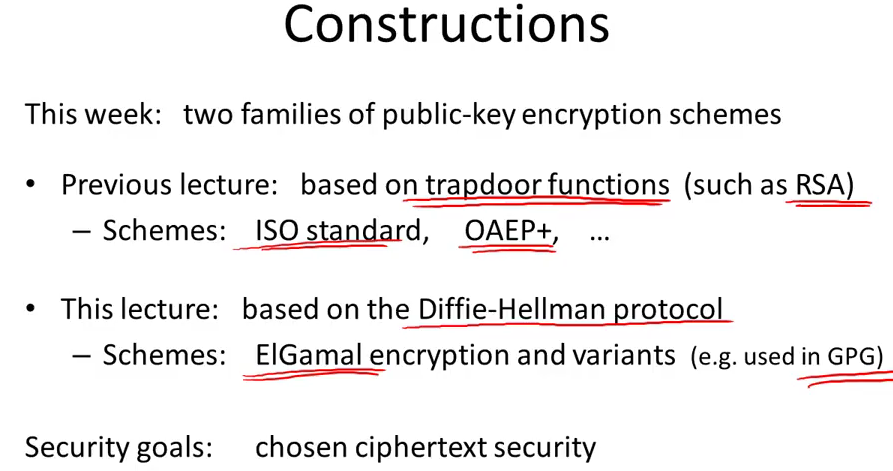 Constructions
This week: two families of public-key encryption schemes
• Previous lecture: based on trapdoor functions (such as RSA)
– Schemes: ISO standard, OAEP+, ...
• This lecture: based on the Diffie-Hellman protocol
– Schemes: ElGamal encryption and variants (e.g. used in GPG)
Security goals: chosen ciphertext security